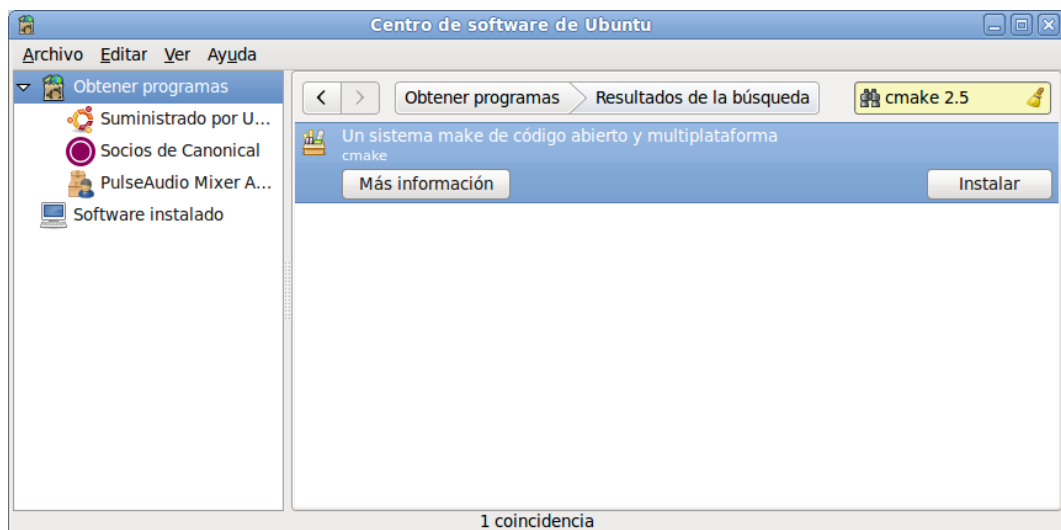 Centro de software de Ubuntu
Archivo Editar Ver Ayuda
Obtener programas
Suministrado por U...
Socios de Canonical
PulseAudio Mixer A...
Software instalado
Obtener programas Resultados de la búsqueda cmake 2.5
Un sistema make de código abierto y multiplataforma
cmake
Más información Instalar
1 coincidencia